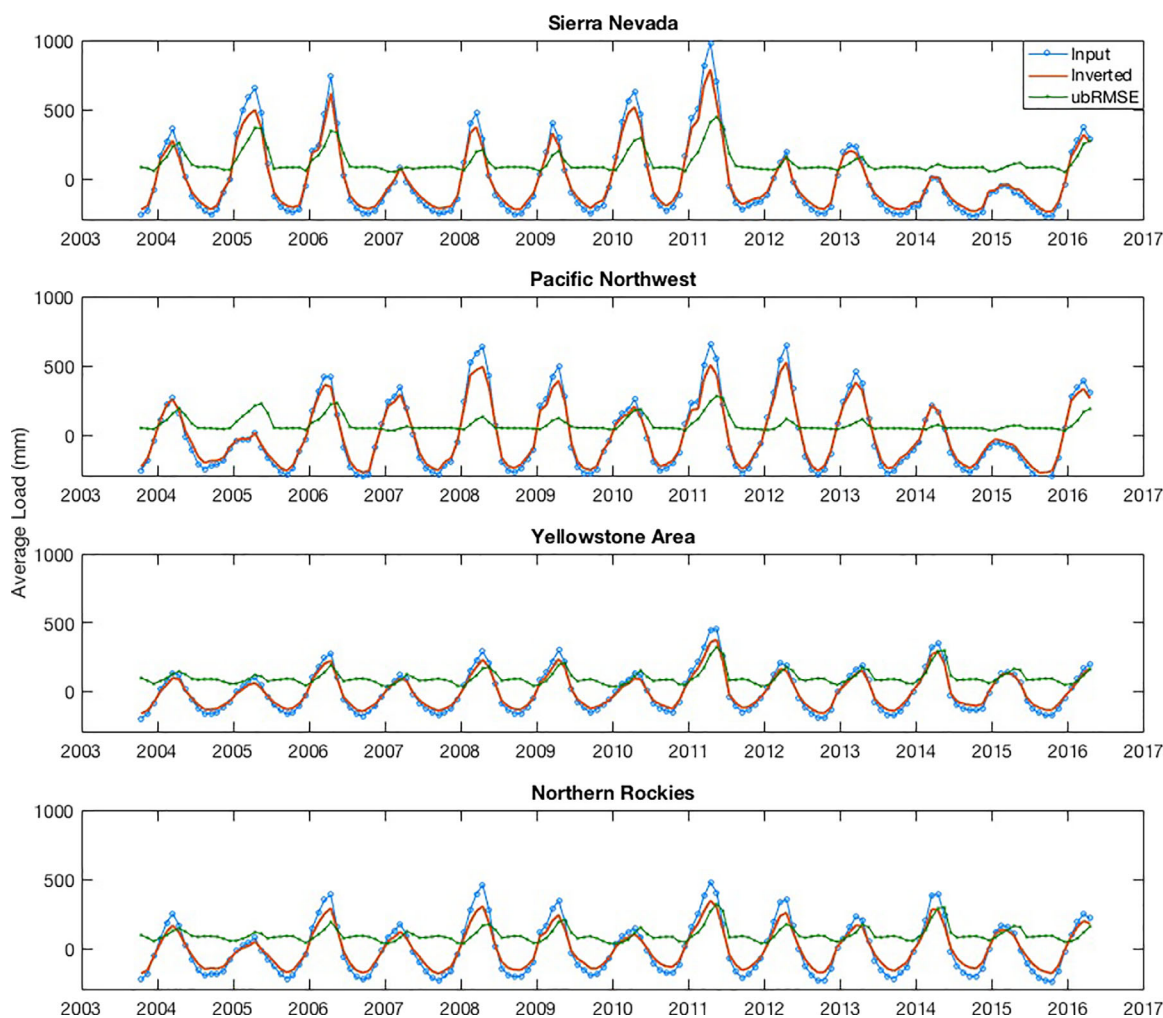 Sierra Nevada
1000
500
0
Input
Inverted
ubRMSE
2003 2004 2005 2006 2007 2008 2009 2010 2011 2012 2013 2014 2015 2016 2017
Pacific Northwest
1000
500
0
2003 2004 2005 2006 2007 2008 2009 2010 2011 2012 2013 2014 2015 2016 2017
Average Load (mm)
Yellowstone Area
1000
500
0
2003 2004 2005 2006 2007 2008 2009 2010 2011 2012 2013 2014 2015 2016 2017
Northern Rockies
1000
500
0
2003 2004 2005 2006 2007 2008 2009 2010 2011 2012 2013 2014 2015 2016 2017